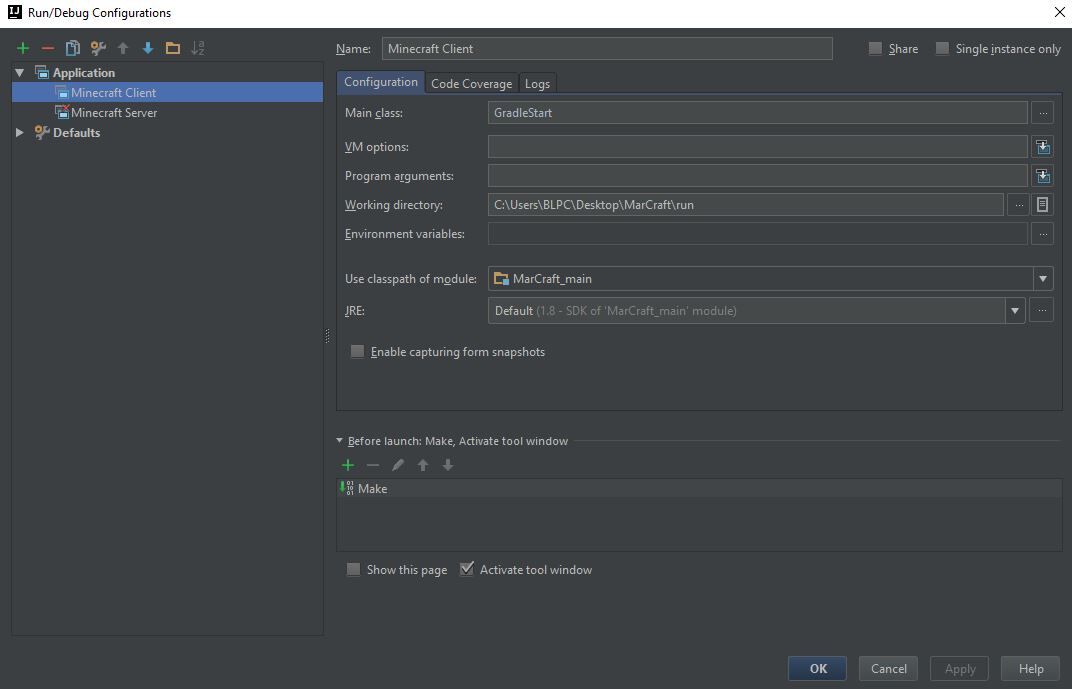 IJ Run/Debug Configurations
Name: Minecraft Client Share Single instance only
Application
Minecraft Client
Minecraft Server
Defaults
Configuration Code Coverage Logs
Main class: GradleStart ...
VM options:
Program arguments:
Working directory: C:\Users\BLPC\Desktop\MarCraft\run ...
Environment variables: ...
Use classpath of module: MarCraft_main
JRE: Default (1.8 - SDK of 'MarCraft_main' module) ...
Enable capturing form snapshots
Before launch: Make, Activate tool window
Make
Show this page Activate tool window
OK Cancel Apply Help